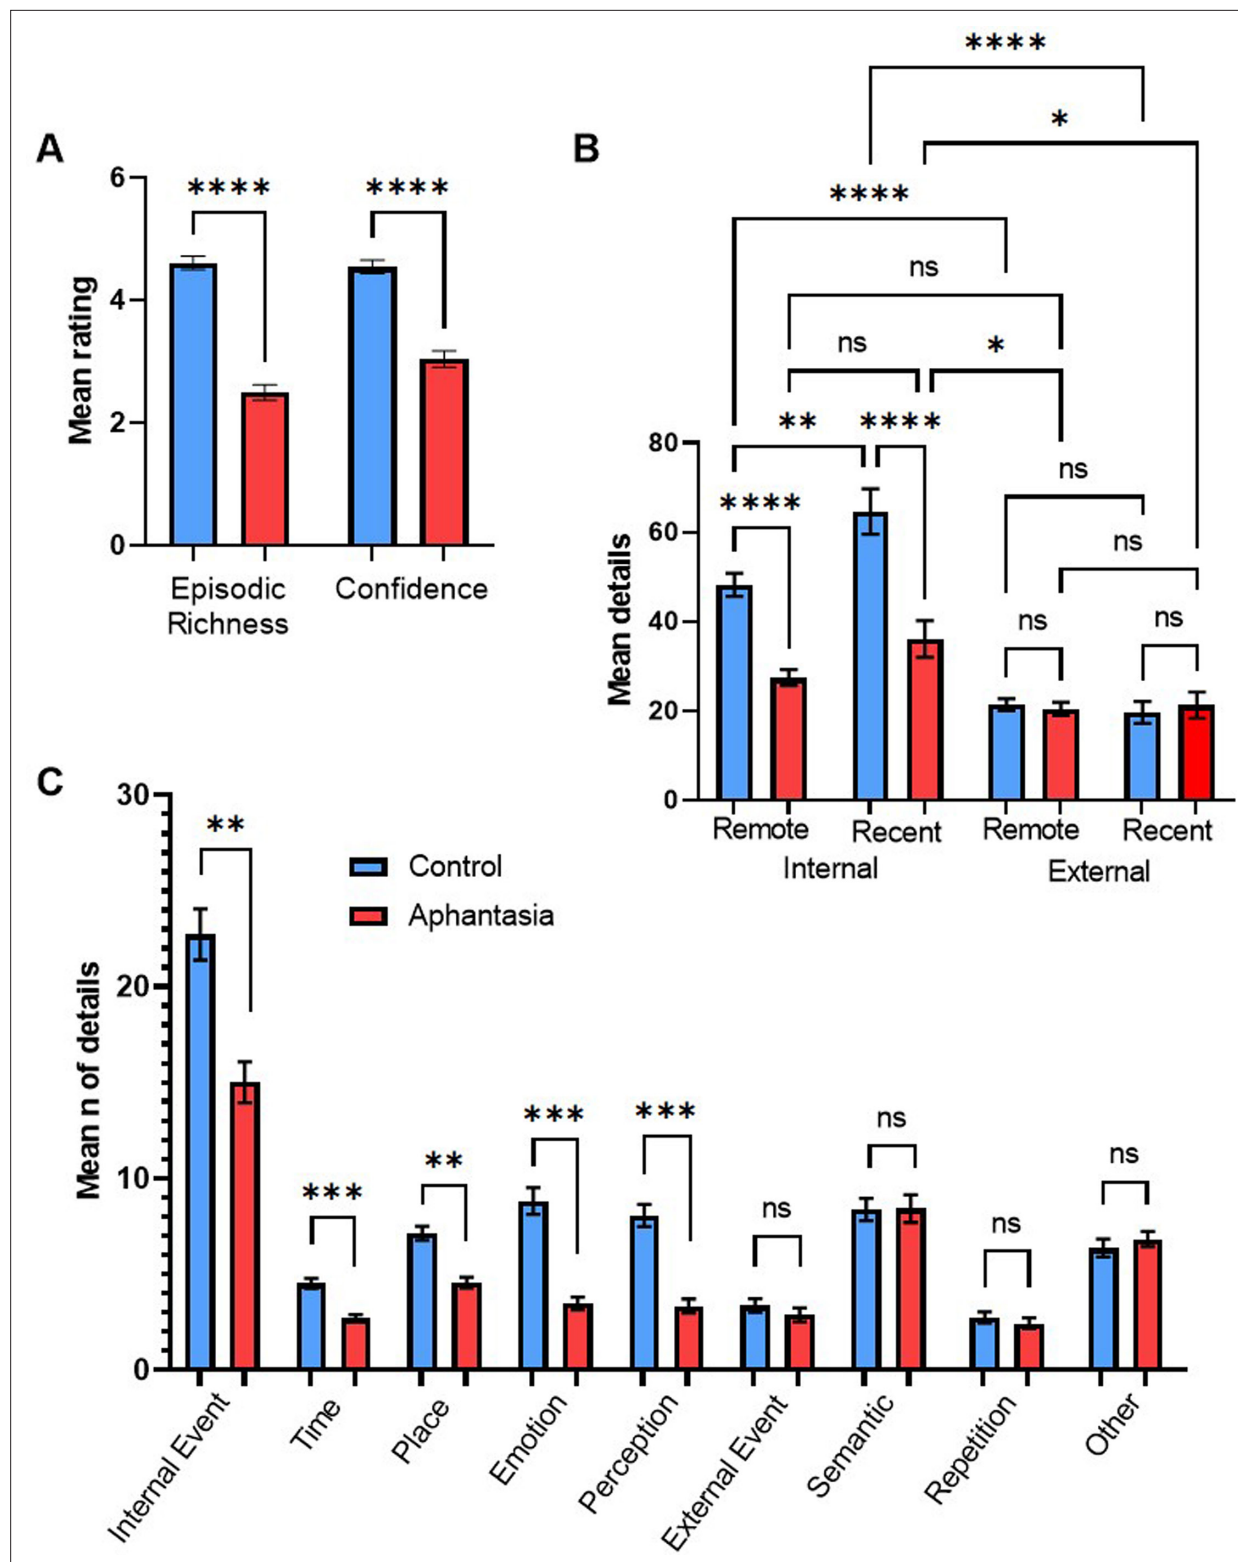 A
6
4
2
0
Mean rating
****
****
Episodic
Richness
Confidence
B
****
*
****
ns
ns
*
**
****
****
ns
ns
ns
ns
80
60
40
20
0
Mean details
Remote
Recent
Remote
Recent
Internal
External
C
30
20
10
0
Mean n of details
Control
Aphantasia
**
***
**
***
***
ns
ns
ns
ns
Internal Event
Time
Place
Emotion
Perception
External Event
Semantic
Repetition
Other